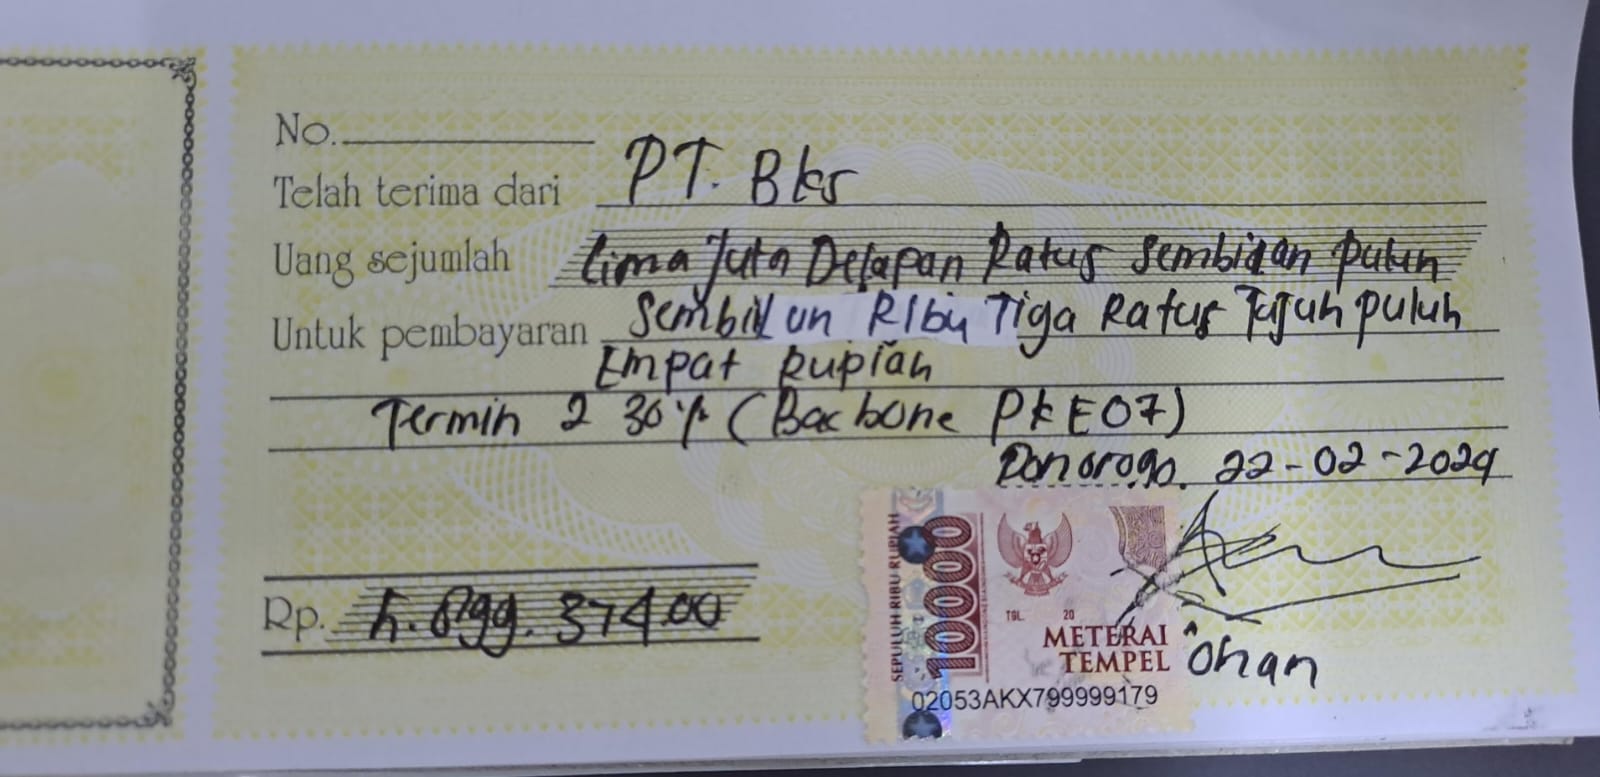 No.
Telah terima dari PT. Bks
Uang sejumlah Lima Juta Delapan Ratus Sembilan Puluh
Untuk pembayaran Sembilan Ribu Tiga Ratus Tujuh puluh
Empat Rupiah
Termin 2 30% (Backbone PKE07)
Ponorogo. 22-02-2024
SEPULUH RIBU RUPIAH
10000
TGL. 20
METERAI
TEMPEL
02053AKX799999179
Rp. 5.899.374.00
Ohan